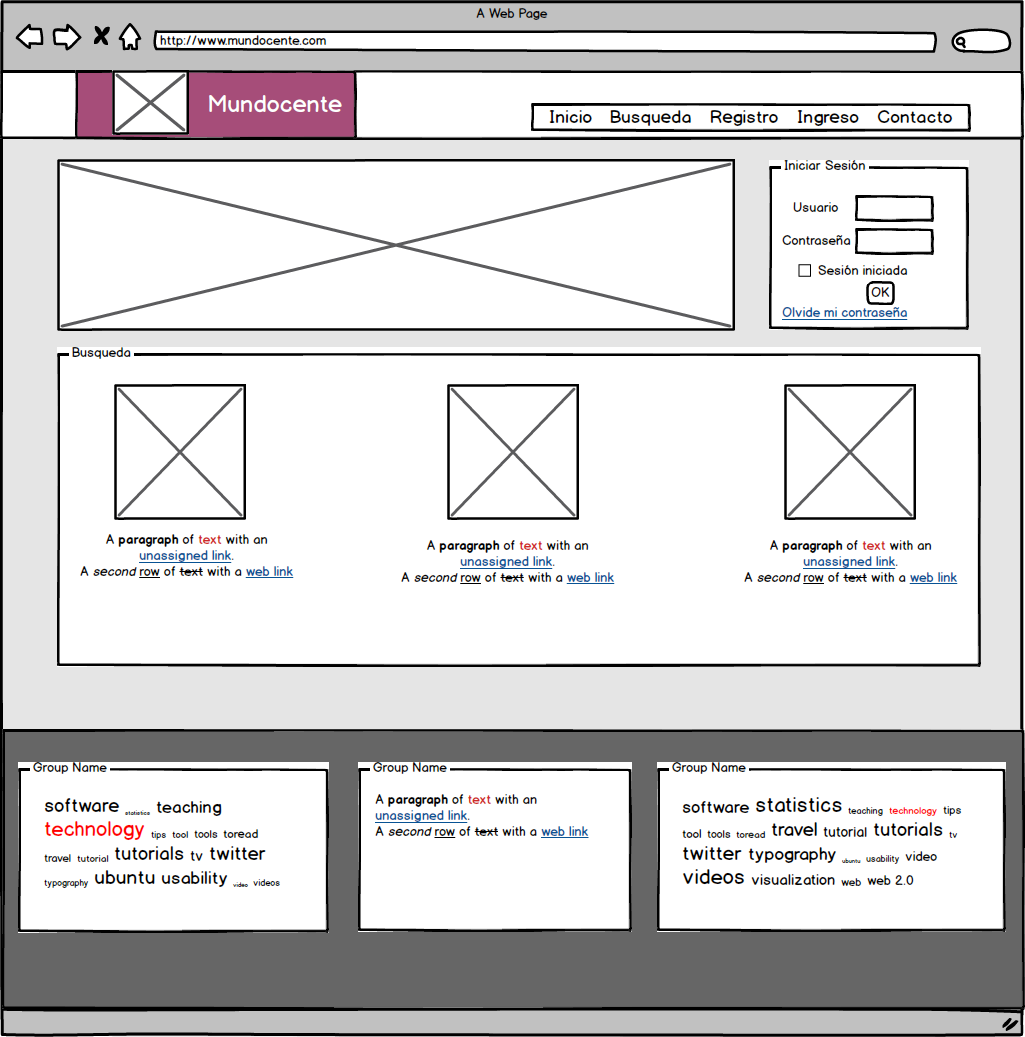 A Web Page
http://www.mundocente.com
Mundocente
Inicio Busqueda Registro Ingreso Contacto
Iniciar Sesión
Usuario
Contraseña
Sesión iniciada
OK
Olvide mi contraseña
Busqueda
A paragraph of text with an
unassigned link.
A second row of text with a web link
A paragraph of text with an
unassigned link.
A second row of text with a web link
A paragraph of text with an
unassigned link.
A second row of text with a web link
Group Name
software statistics teaching
technology tips tool tools toread
travel tutorial tutorials tv twitter
typography ubuntu usability video videos
Group Name
A paragraph of text with an
unassigned link.
A second row of text with a web link
Group Name
software statistics teaching technology tips
tool tools toread travel tutorial tutorials tv
twitter typography ubuntu usability video
videos visualization web web 2.0